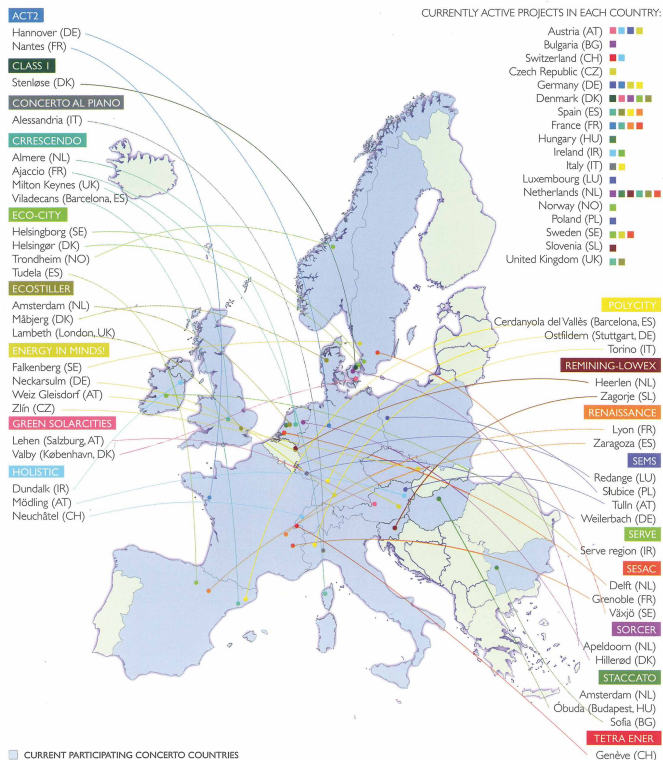 ACT2
Hannover (DE)
Nantes (FR)
CLASS 1
Stenløse (DK)
CONCERTO AL PIANO
Alessandria (IT)
CRRESCENDO
Almere (NL)
Ajaccio (FR)
Milton Keynes (UK)
Viladecans (Barcelona, ES)
ECO-CITY
Helsingborg (SE)
Helsingør (DK)
Trondheim (NO)
Tudela (ES)
ECOSTILLER
Amsterdam (NL)
Måbjerg (DK)
Lambeth (London, UK)
ENERGY IN MINDS!
Falkenberg (SE)
Neckarsulm (DE)
Weiz Gleisdorf (AT)
Zlín (CZ)
GREEN SOLARCITIES
Lehen (Salzburg, AT)
Valby (København, DK)
HOLISTIC
Dundalk (IR)
Mödling (AT)
Neuchâtel (CH)
CURRENTLY ACTIVE PROJECTS IN EACH COUNTRY:
Austria (AT)
Bulgaria (BG)
Switzerland (CH)
Czech Republic (CZ)
Germany (DE)
Denmark (DK)
Spain (ES)
France (FR)
Hungary (HU)
Ireland (IR)
Italy (IT)
Luxembourg (LU)
Netherlands (NL)
Norway (NO)
Poland (PL)
Sweden (SE)
Slovenia (SL)
United Kingdom (UK)
POLYCITY
Cerdanyola del Vallès (Barcelona, ES)
Ostfildern (Stuttgart, DE)
Torino (IT)
REMINING-LOWEX
Heerlen (NL)
Zagorje (SL)
RENAISSANCE
Lyon (FR)
Zaragoza (ES)
SEMS
Redange (LU)
Słubice (PL)
Tulln (AT)
Weilerbach (DE)
SERVE
Serve region (IR)
SESAC
Delft (NL)
Grenoble (FR)
Växjö (SE)
SORCER
Apeldoorn (NL)
Hillerød (DK)
STACCATO
Amsterdam (NL)
Óbuda (Budapest, HU)
Sofia (BG)
TETRA ENER
Genève (CH)
CURRENT PARTICIPATING CONCERTO COUNTRIES